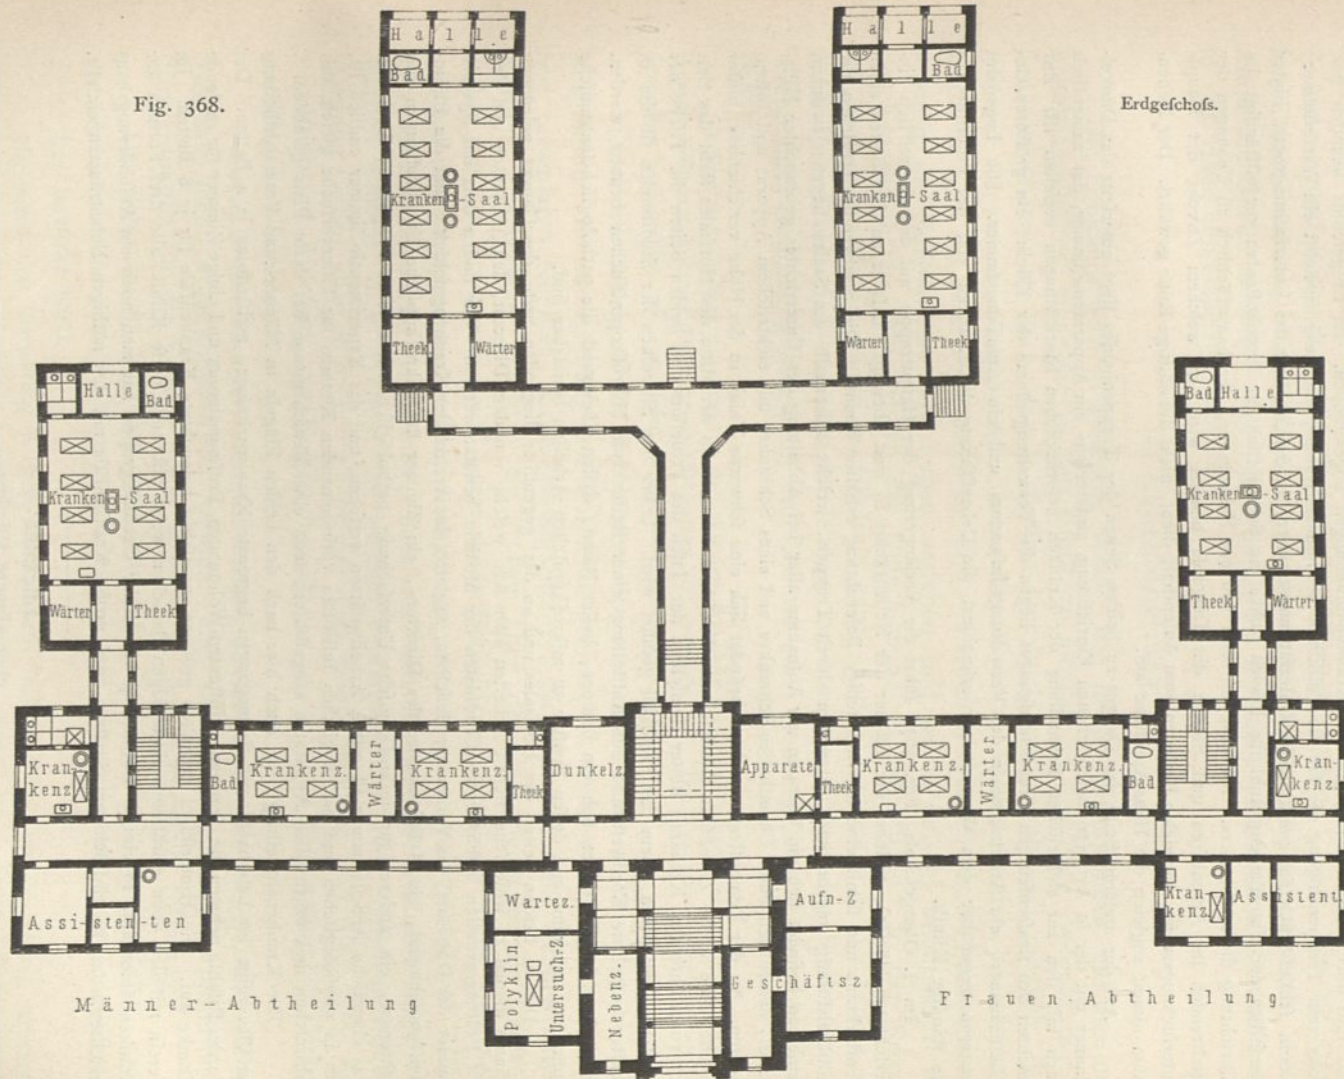 Fig. 368.
Erdgeſchoſs.
Halle
Halle
Bad
Bad
Kranken-Saal
Kranken-Saal
Theek
Wärter
Wärter
Theek
Halle
Bad
Bad
Halle
Kranken-Saal
Kranken-Saal
Wärter
Theek
Theek
Wärter
Kran-
kenz
Bad
Krankenz.
Wärter
Krankenz.
Theek
Dunkelz.
Apparate
Theek
Krankenz.
Wärter
Krankenz.
Bad
Kran-
kenz.
Assi-sten-ten
Wartez.
Aufn-Z
Kran-
kenz
Assistent.
Polyklin
Untersuch-Z.
Nebenz.
Geschäftsz
Männer-Abtheilung
Frauen-Abtheilung